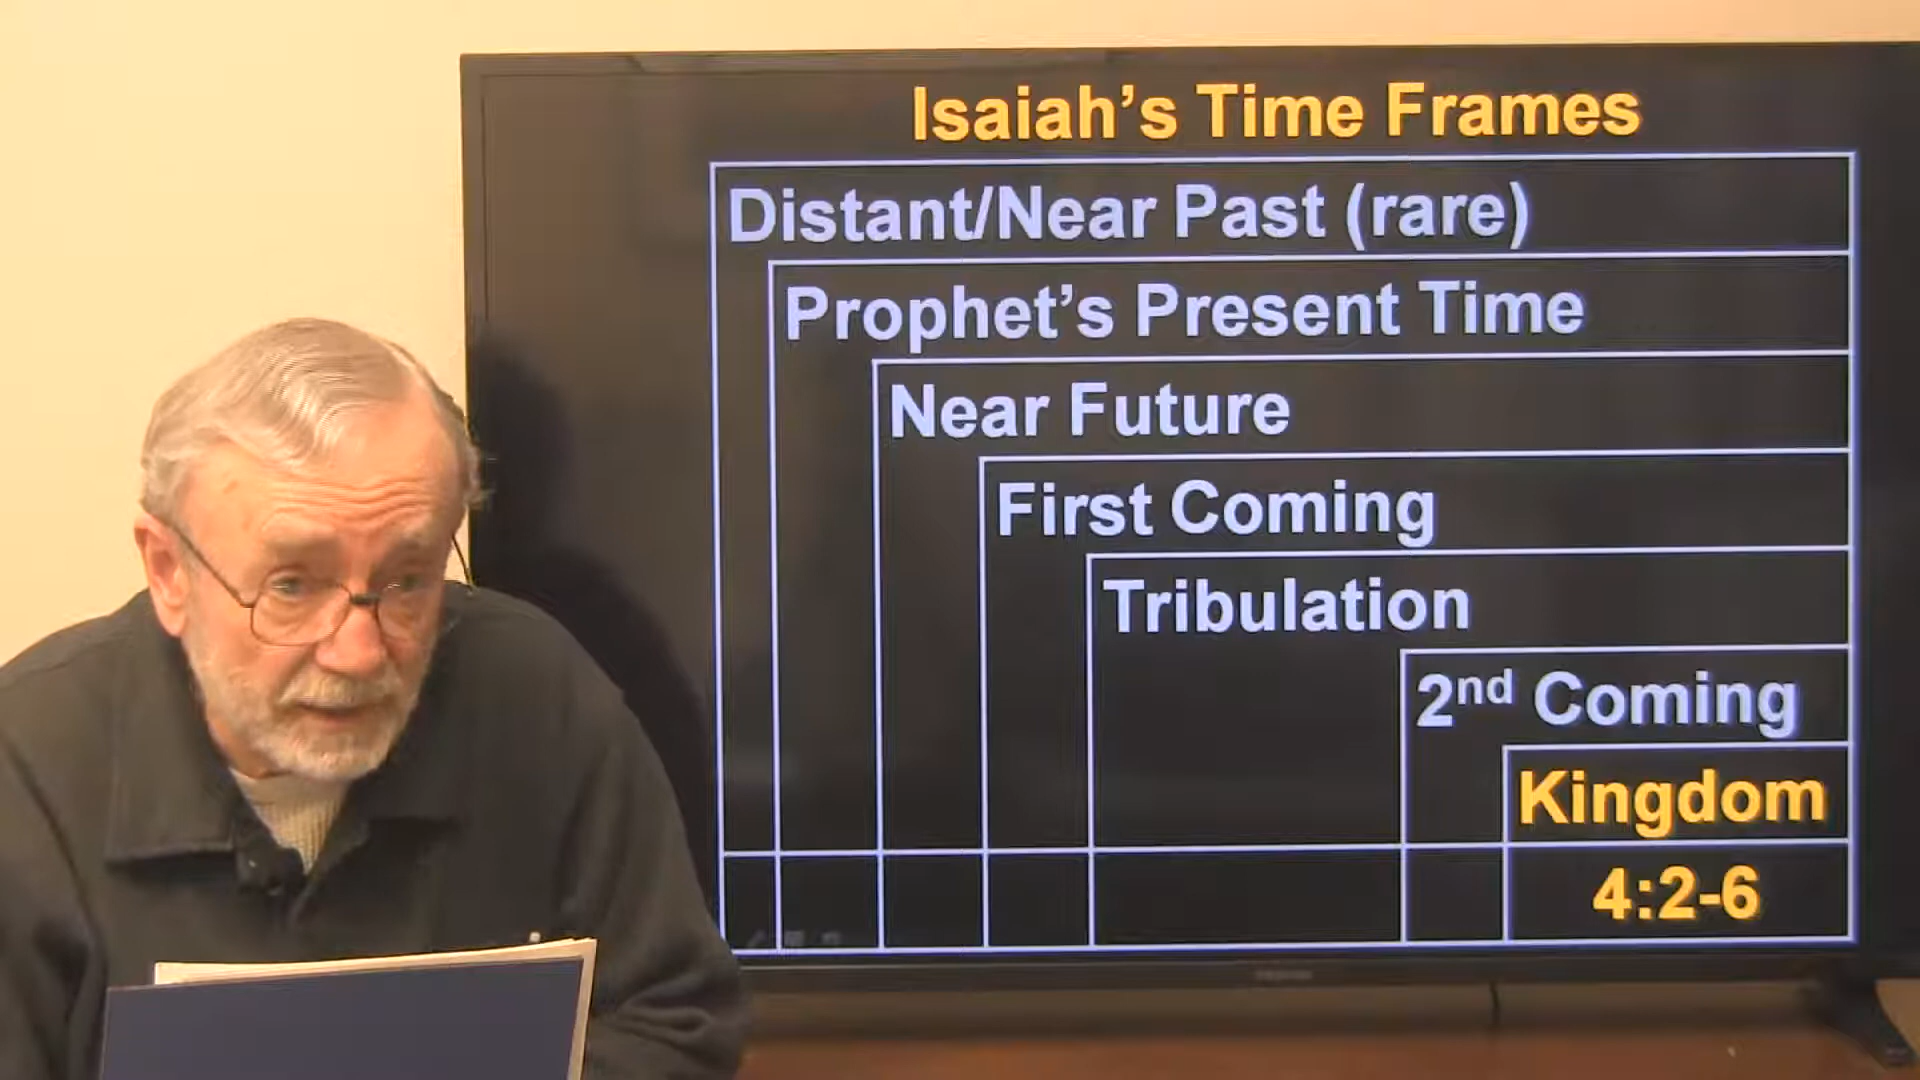 Isaiah’s Time Frames
Distant/Near Past (rare)
Prophet’s Present Time
Near Future
First Coming
Tribulation
2nd Coming
Kingdom
4:2-6